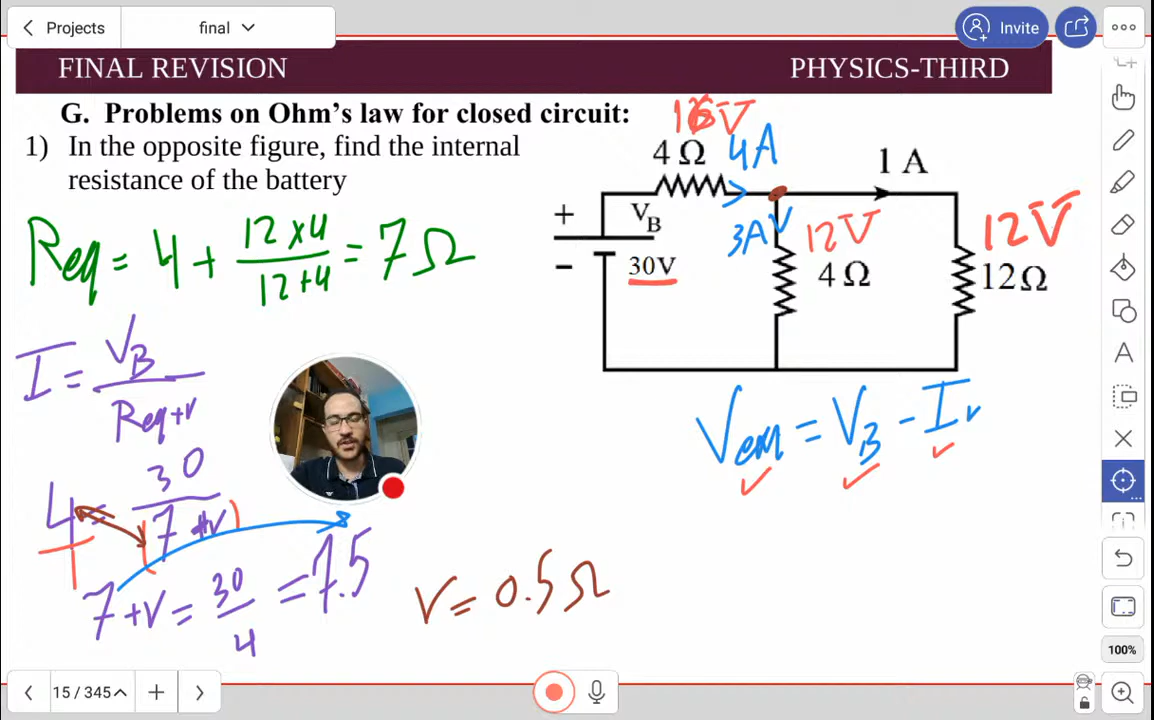 Projects
final
Invite
FINAL REVISION
PHYSICS-THIRD
G. Problems on Ohm's law for closed circuit:
1) In the opposite figure, find the internal
resistance of the battery
4 Ω
4A
1 A
+
V_B
-
30V
3A
12V
4 Ω
12V
12Ω
Req = 4 + (12×4)/(12+4) = 7Ω
I = V_B/(Req+r)
4 = 30/(7+r)
7+r = 30/4 = 7.5
r = 0.5Ω
Vem = V_B - Ir
15 / 345
100%